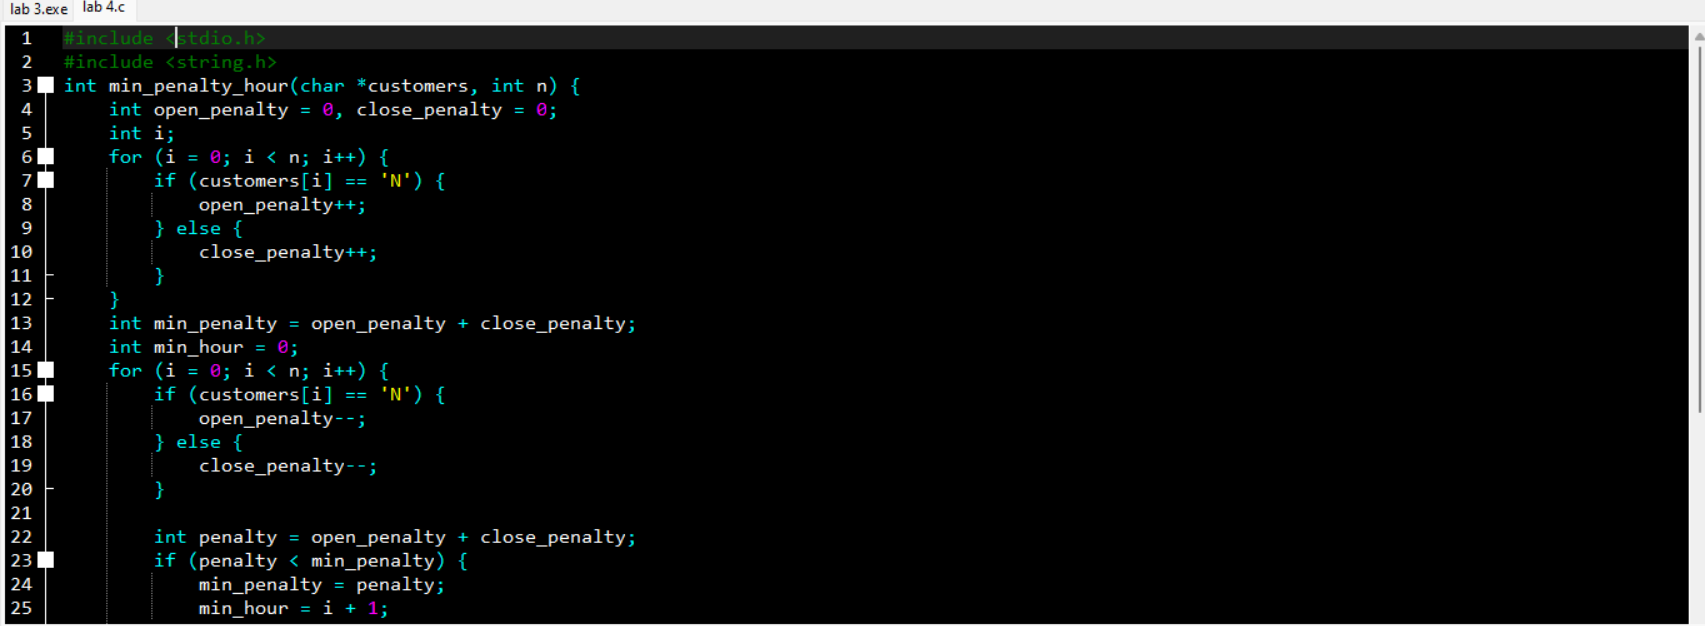 lab 3.exe lab 4.c
1 #include <stdio.h>
2 #include <string.h>
3 int min_penalty_hour(char *customers, int n) {
4     int open_penalty = 0, close_penalty = 0;
5     int i;
6     for (i = 0; i < n; i++) {
7         if (customers[i] == 'N') {
8             open_penalty++;
9         } else {
10             close_penalty++;
11         }
12     }
13     int min_penalty = open_penalty + close_penalty;
14     int min_hour = 0;
15     for (i = 0; i < n; i++) {
16         if (customers[i] == 'N') {
17             open_penalty--;
18         } else {
19             close_penalty--;
20         }
21
22         int penalty = open_penalty + close_penalty;
23         if (penalty < min_penalty) {
24             min_penalty = penalty;
25             min_hour = i + 1;